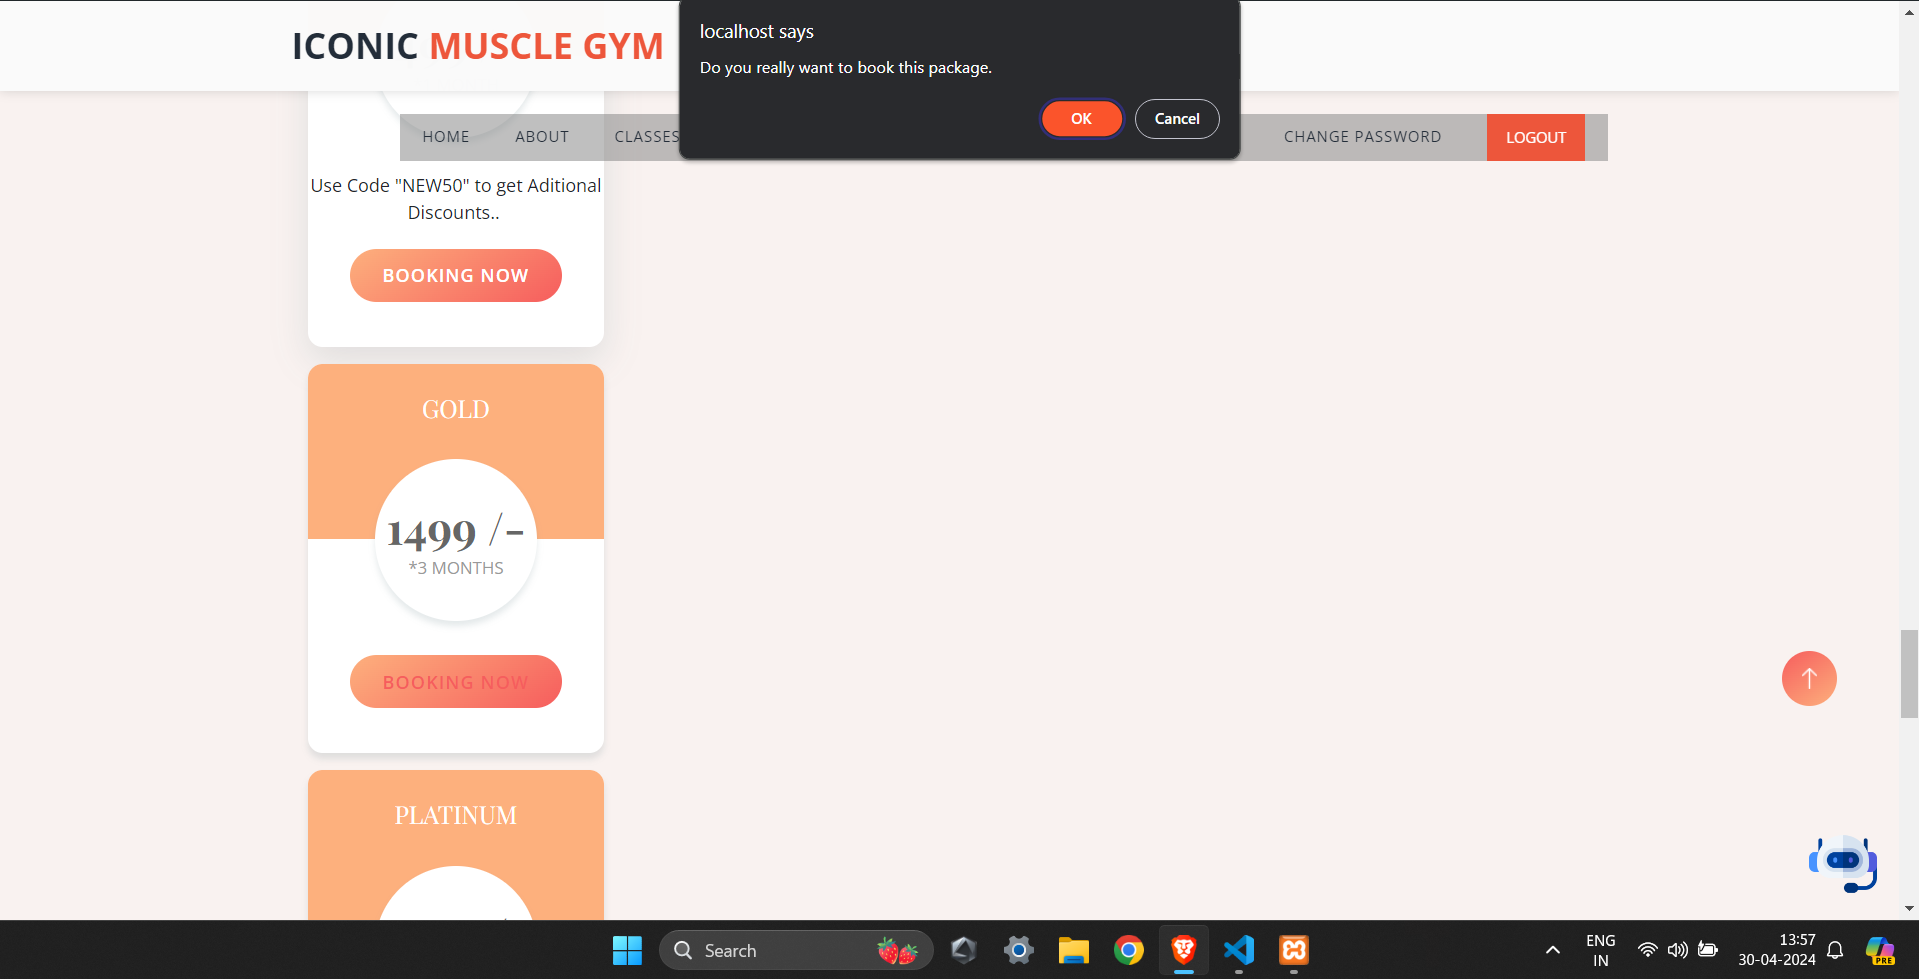 ICONIC MUSCLE GYM
localhost says
Do you really want to book this package.
OK
Cancel
HOME
ABOUT
CLASSES
CHANGE PASSWORD
LOGOUT
Use Code "NEW50" to get Aditional
Discounts..
BOOKING NOW
GOLD
1499 /-
*3 MONTHS
BOOKING NOW
PLATINUM
Search
ENG
IN
13:57
30-04-2024
PRE